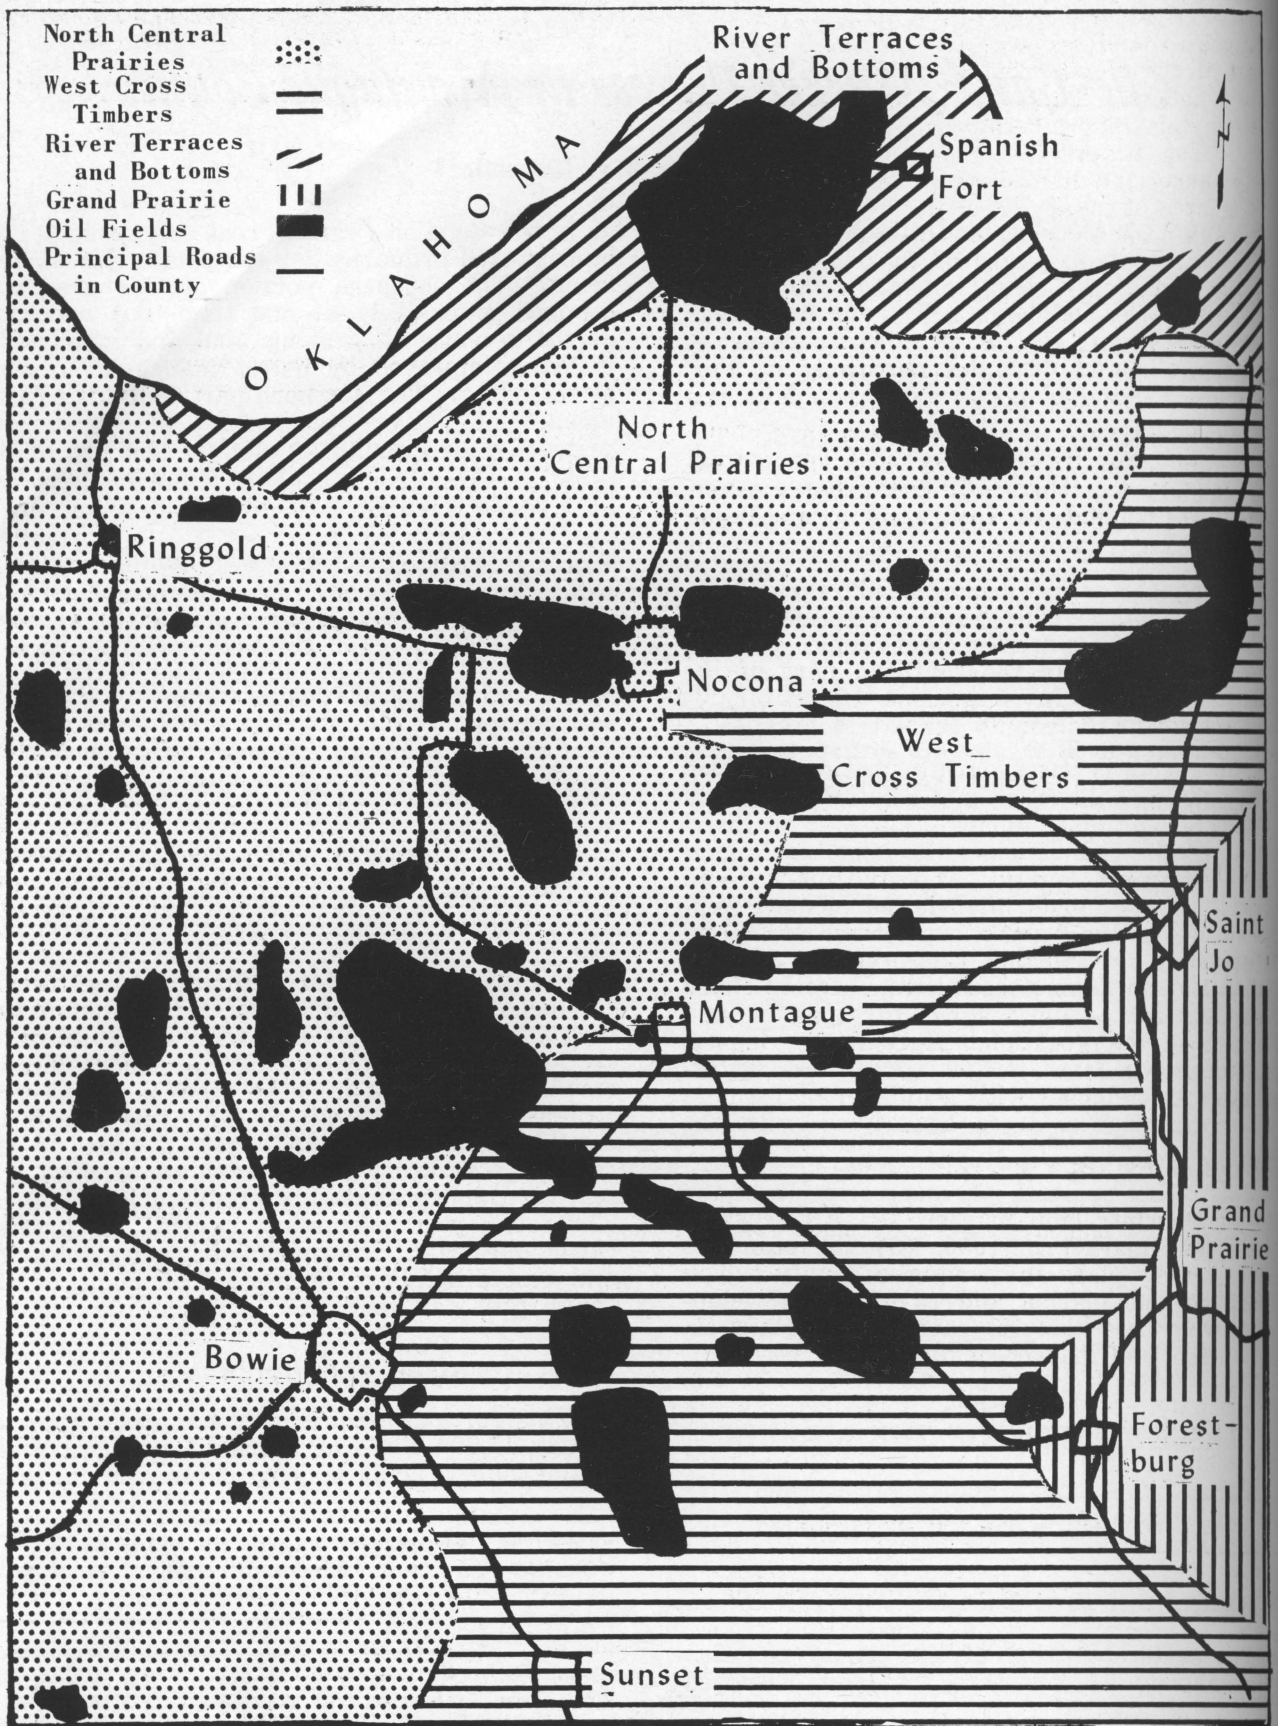 North Central
Prairies
West Cross
Timbers
River Terraces
and Bottoms
Grand Prairie
Oil Fields
Principal Roads
in County
River Terraces
and Bottoms
N
Spanish
Fort
OKLAHOMA
North
Central Prairies
Ringgold
Nocona
West
Cross Timbers
Saint
Jo
Montague
Grand
Prairie
Bowie
Forest-
burg
Sunset